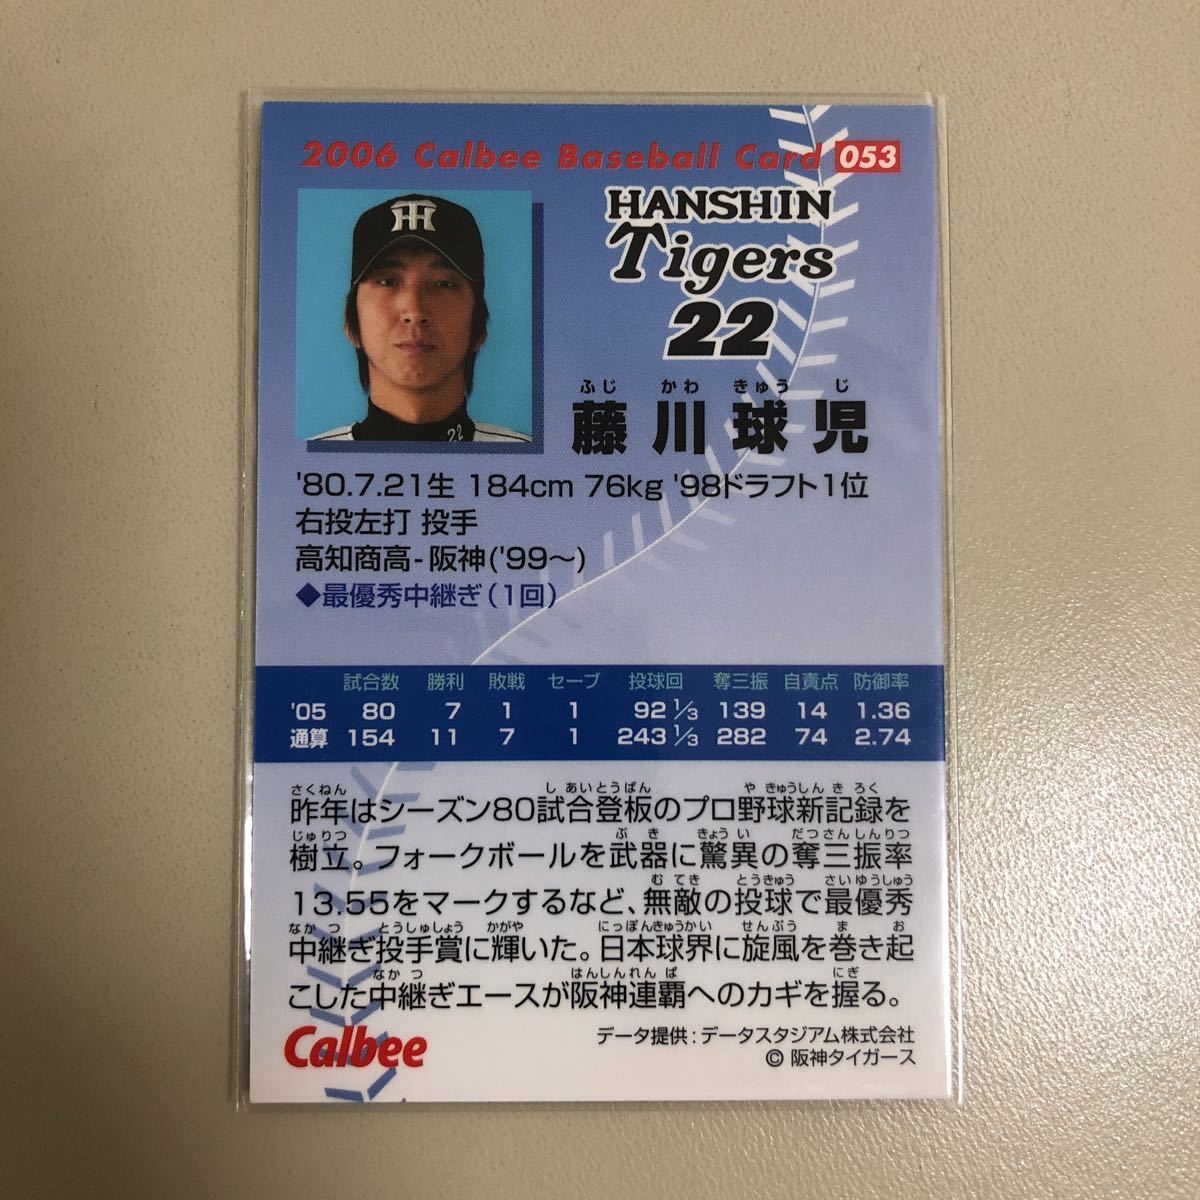 2006 Calbee Baseball Card 053
HANSHIN
Tigers
22
ふじ かわ きゅう じ
藤川球児
'80.7.21生 184cm 76kg '98ドラフト1位
右投左打 投手
高知商高-阪神('99〜)
◆最優秀中継ぎ(1回)
試合数 勝利 敗戦 セーブ 投球回 奪三振 自責点 防御率
'05 80 7 1 1 92 1/3 139 14 1.36
通算 154 11 7 1 243 1/3 282 74 2.74
さくねん しあいとうばん やきゅうしんきろく
昨年はシーズン80試合登板のプロ野球新記録を
じゅりつ ぶき きょうい だつさんしんりつ
樹立。フォークボールを武器に驚異の奪三振率
むてき とうきゅう さいゆうしゅう
13.55をマークするなど、無敵の投球で最優秀
なかつ とうしゅしょう かがや にっぽんきゅうかい せんぷう ま お
中継ぎ投手賞に輝いた。日本球界に旋風を巻き起
なかつ はんしんれんぱ にぎ
こした中継ぎエースが阪神連覇へのカギを握る。
Calbee
データ提供:データスタジアム株式会社
© 阪神タイガース